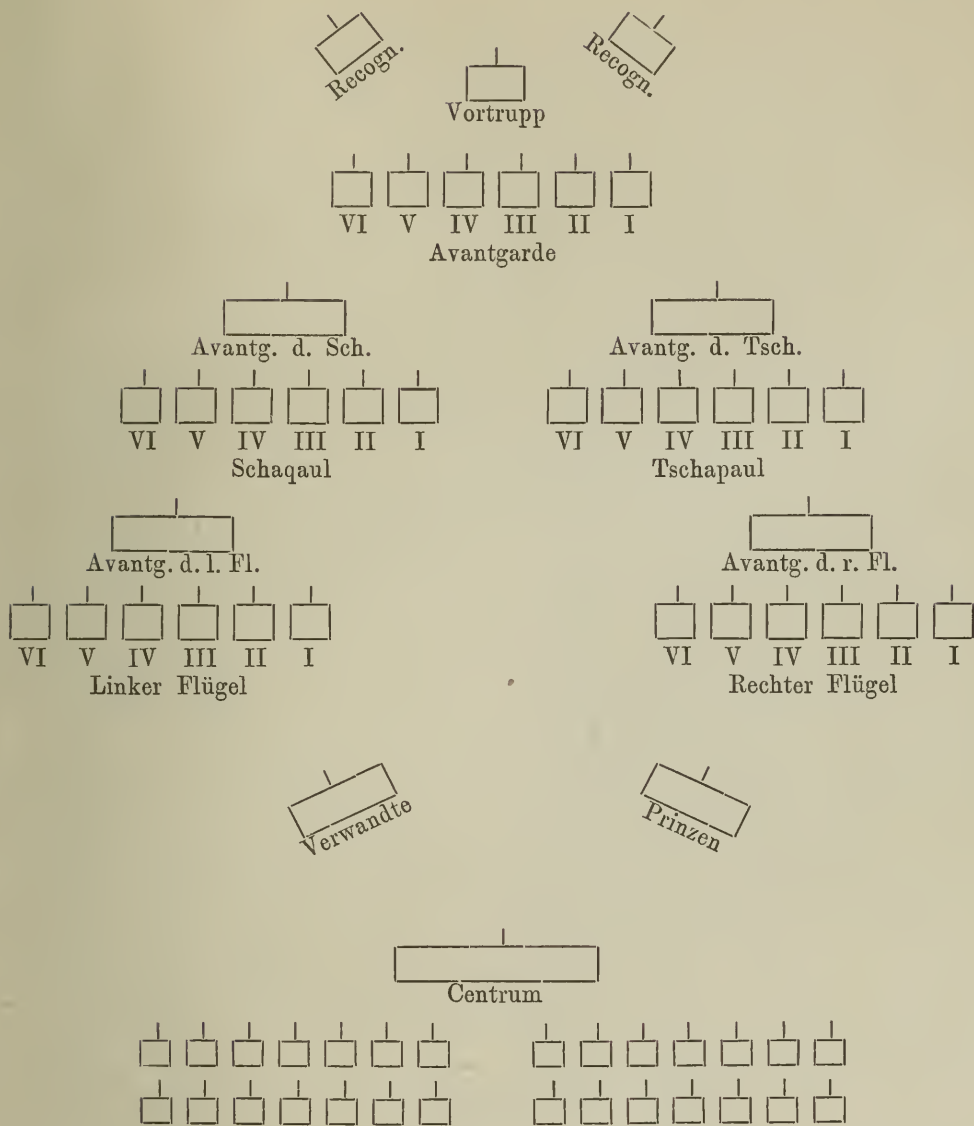 Recogn. Recogn.
Vortrupp
VI V IV III II I
Avantgarde
Avantg. d. Sch. Avantg. d. Tsch.
VI V IV III II I VI V IV III II I
Schaqaul Tschapaul
Avantg. d. l. Fl. Avantg. d. r. Fl.
VI V IV III II I VI V IV III II I
Linker Flügel Rechter Flügel
Verwandte Prinzen
Centrum